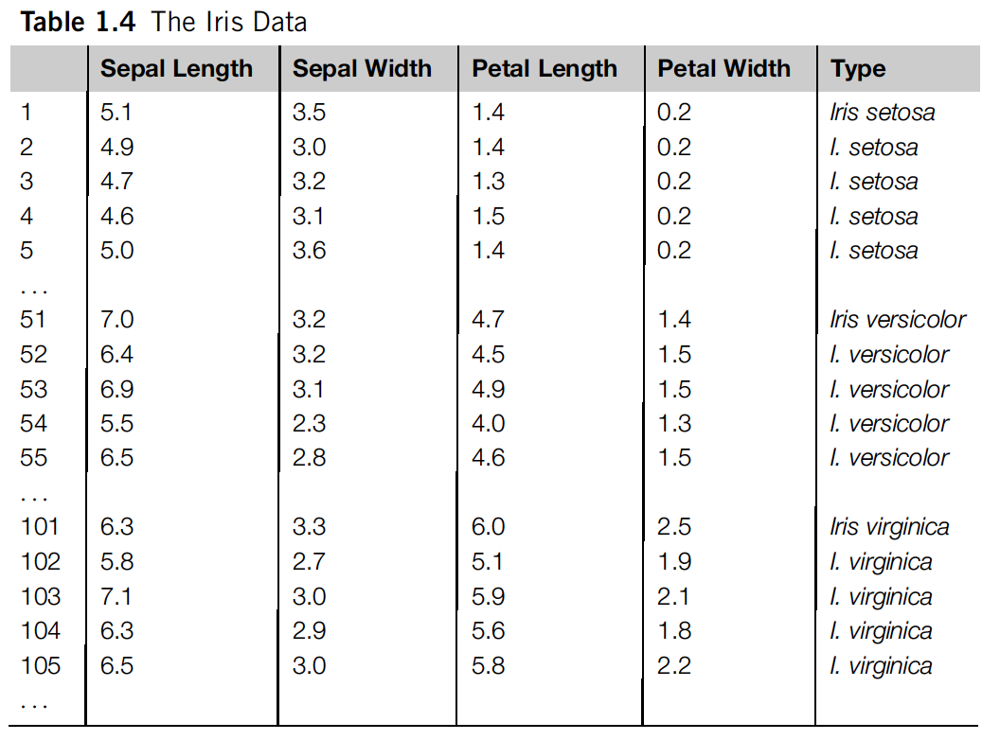 Table 1.4 The Iris Data
Sepal Length Sepal Width Petal Length Petal Width Type
1 5.1 3.5 1.4 0.2 Iris setosa
2 4.9 3.0 1.4 0.2 I. setosa
3 4.7 3.2 1.3 0.2 I. setosa
4 4.6 3.1 1.5 0.2 I. setosa
5 5.0 3.6 1.4 0.2 I. setosa
...
51 7.0 3.2 4.7 1.4 Iris versicolor
52 6.4 3.2 4.5 1.5 I. versicolor
53 6.9 3.1 4.9 1.5 I. versicolor
54 5.5 2.3 4.0 1.3 I. versicolor
55 6.5 2.8 4.6 1.5 I. versicolor
...
101 6.3 3.3 6.0 2.5 Iris virginica
102 5.8 2.7 5.1 1.9 I. virginica
103 7.1 3.0 5.9 2.1 I. virginica
104 6.3 2.9 5.6 1.8 I. virginica
105 6.5 3.0 5.8 2.2 I. virginica
...